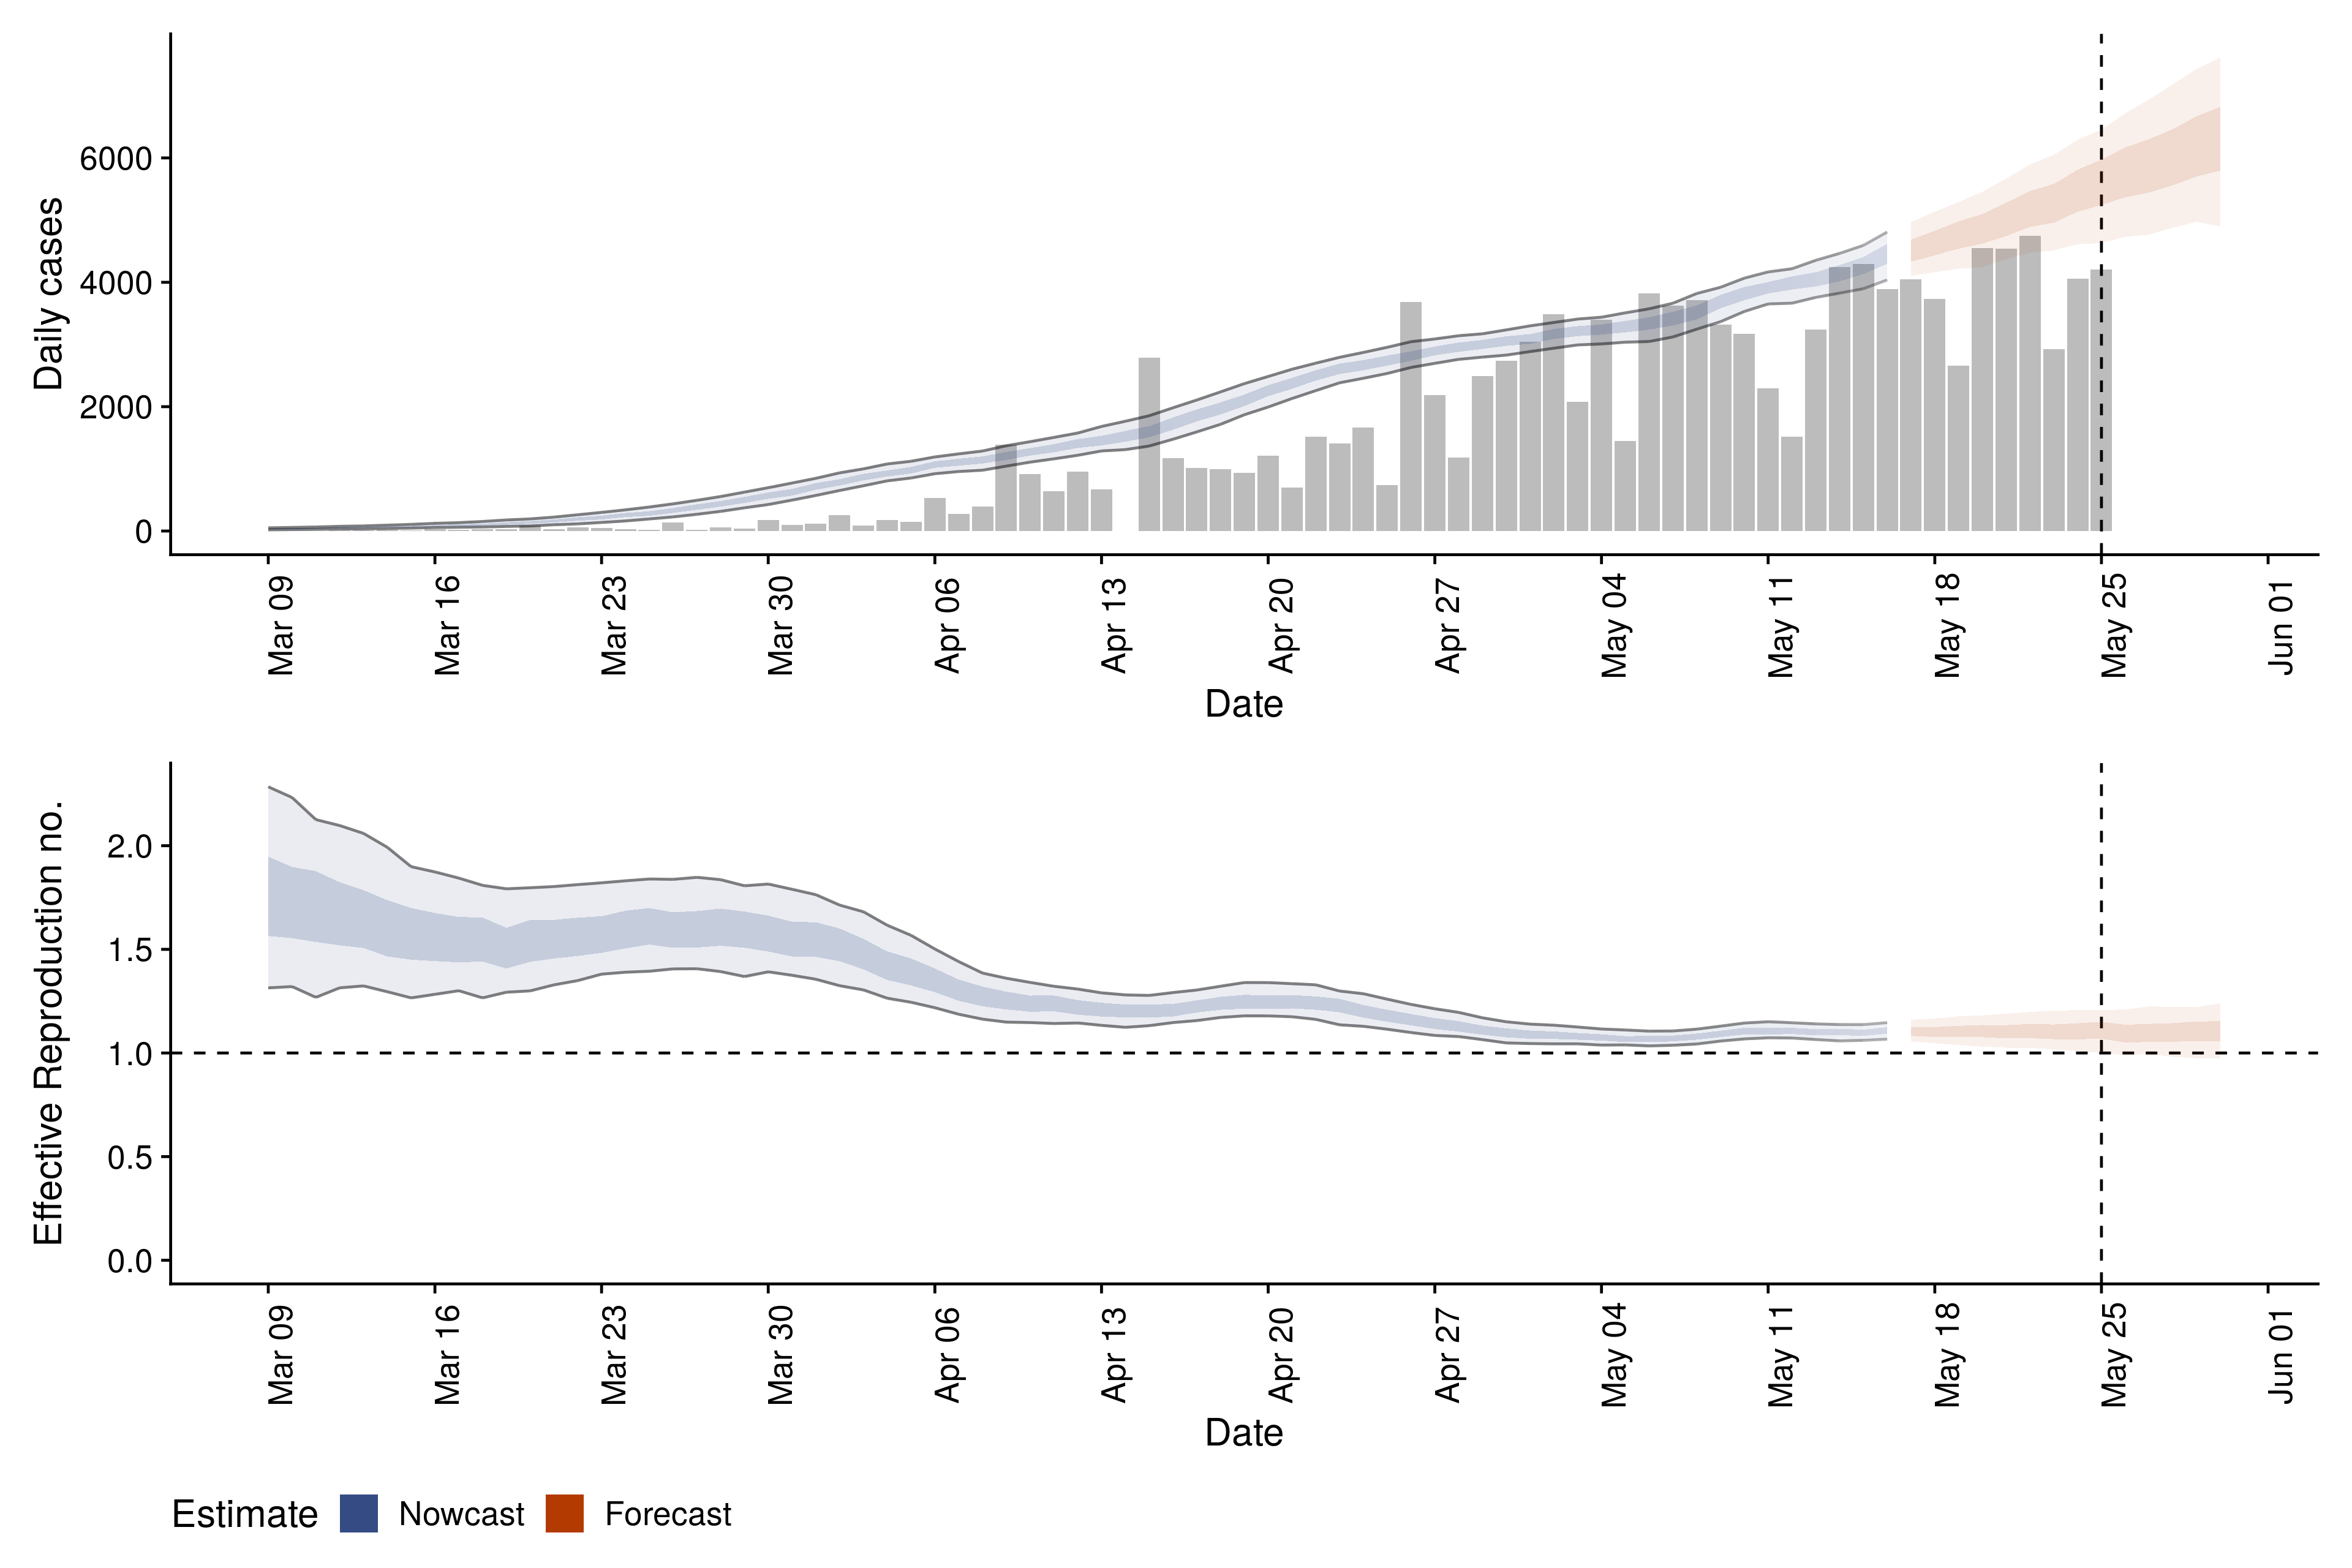 Daily cases
6000
4000
2000
0
Mar 09
Mar 16
Mar 23
Mar 30
Apr 06
Apr 13
Apr 20
Apr 27
May 04
May 11
May 18
May 25
Jun 01
Date
Effective Reproduction no.
2.0
1.5
1.0
0.5
0.0
Mar 09
Mar 16
Mar 23
Mar 30
Apr 06
Apr 13
Apr 20
Apr 27
May 04
May 11
May 18
May 25
Jun 01
Date
Estimate Nowcast Forecast